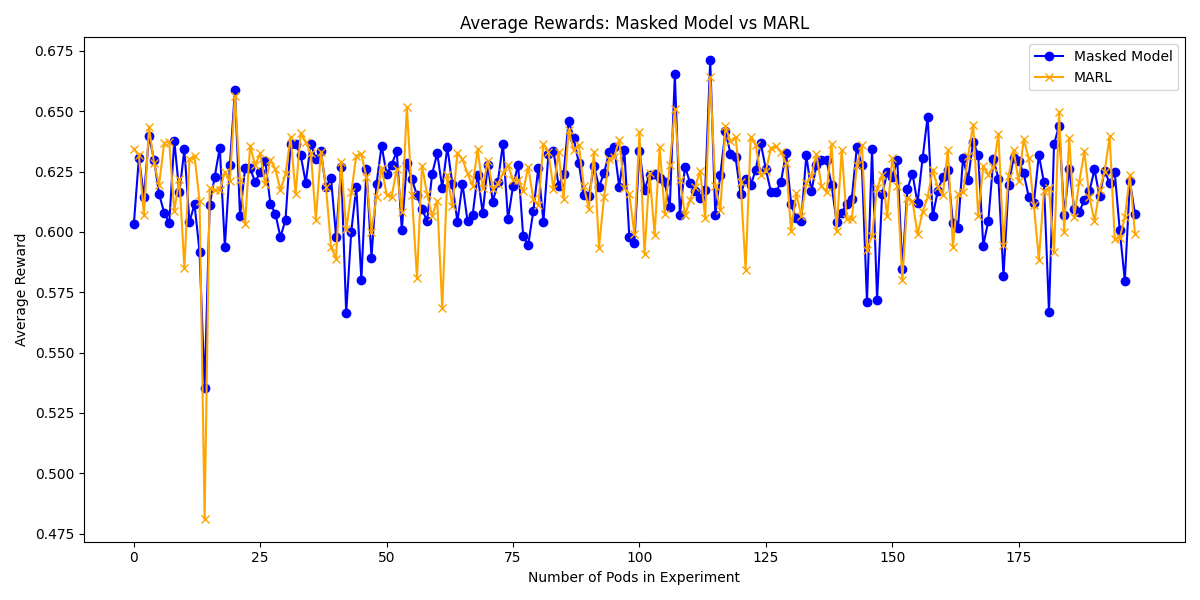 Average Rewards: Masked Model vs MARL
Masked Model
MARL
0.675
0.650
0.625
0.600
0.575
0.550
0.525
0.500
0.475
Average Reward
0 25 50 75 100 125 150 175
Number of Pods in Experiment